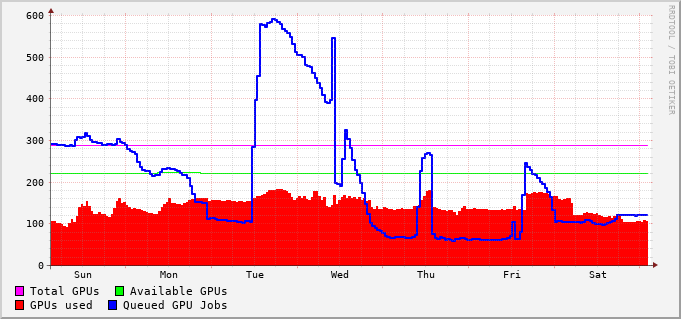 600
500
400
300
200
100
0
Sun Mon Tue Wed Thu Fri Sat
Total GPUs Available GPUs
GPUs used Queued GPU Jobs
RRDTOOL / TOBI OETIKER